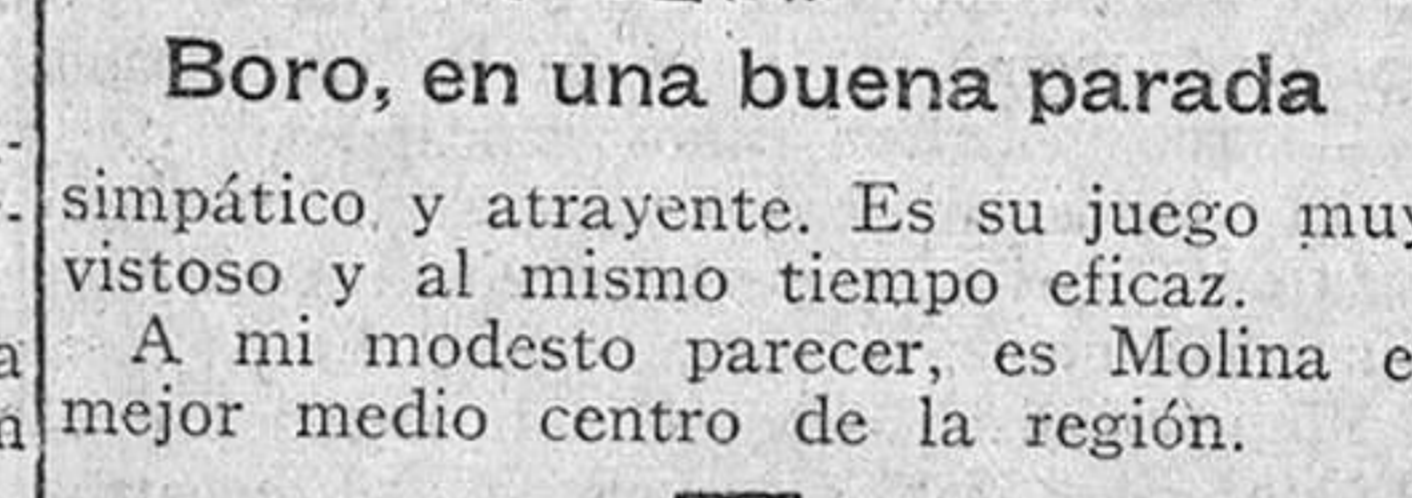 Boro, en una buena parada
simpático y atrayente. Es su juego muy
vistoso y al mismo tiempo eficaz.
A mi modesto parecer, es Molina e
mejor medio centro de la región.